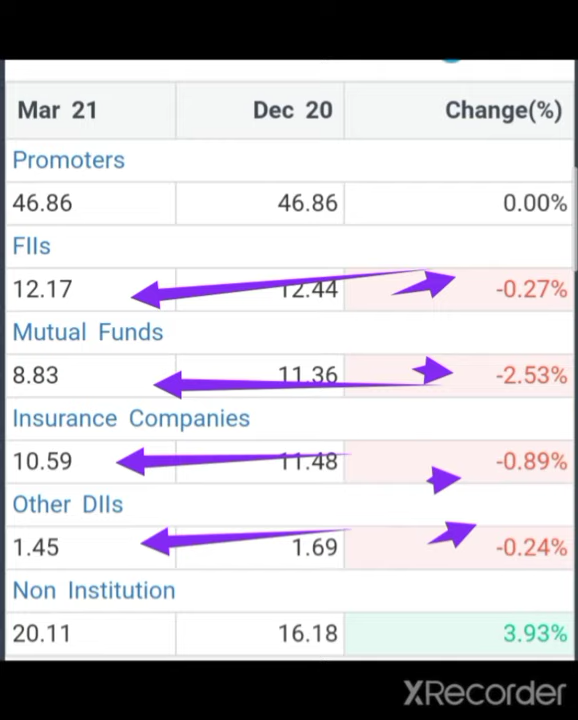 Mar 21 Dec 20 Change(%)
Promoters
46.86 46.86 0.00%
FIIs
12.17 12.44 -0.27%
Mutual Funds
8.83 11.36 -2.53%
Insurance Companies
10.59 11.48 -0.89%
Other DIIs
1.45 1.69 -0.24%
Non Institution
20.11 16.18 3.93%
XRecorder